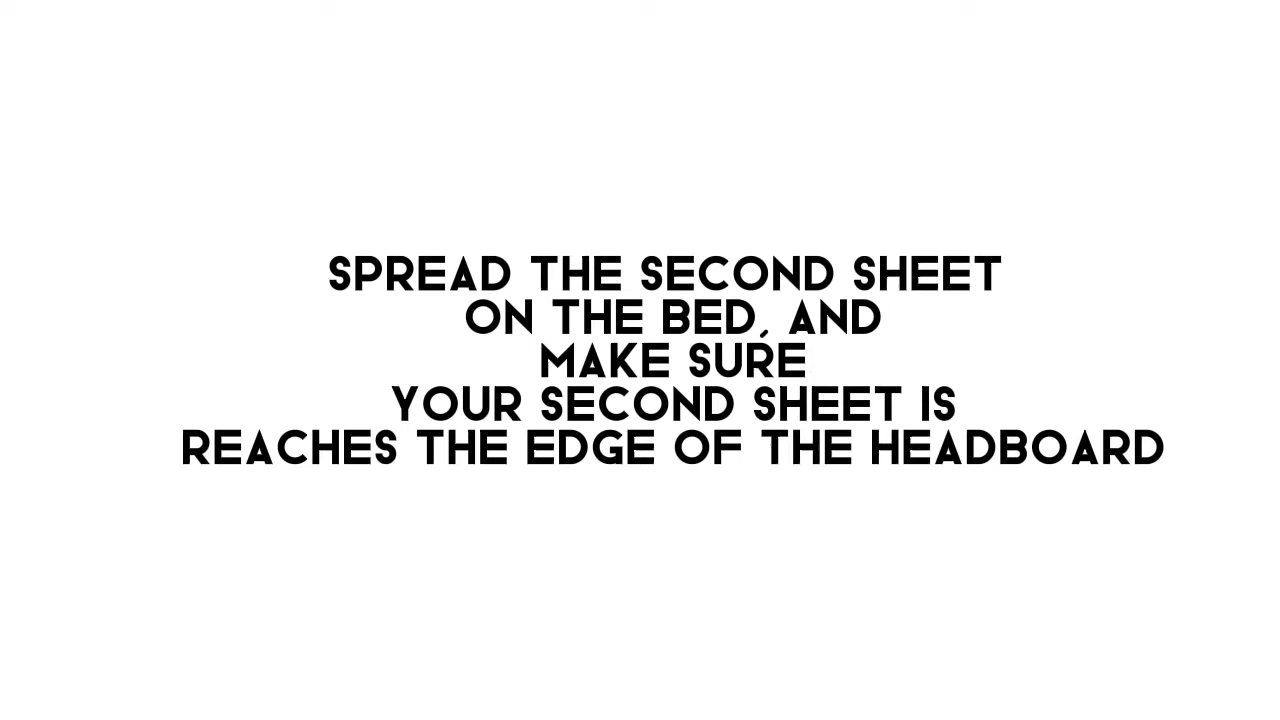 SPREAD THE SECOND SHEET
ON THE BED, AND
MAKE SURE
YOUR SECOND SHEET IS
REACHES THE EDGE OF THE HEADBOARD